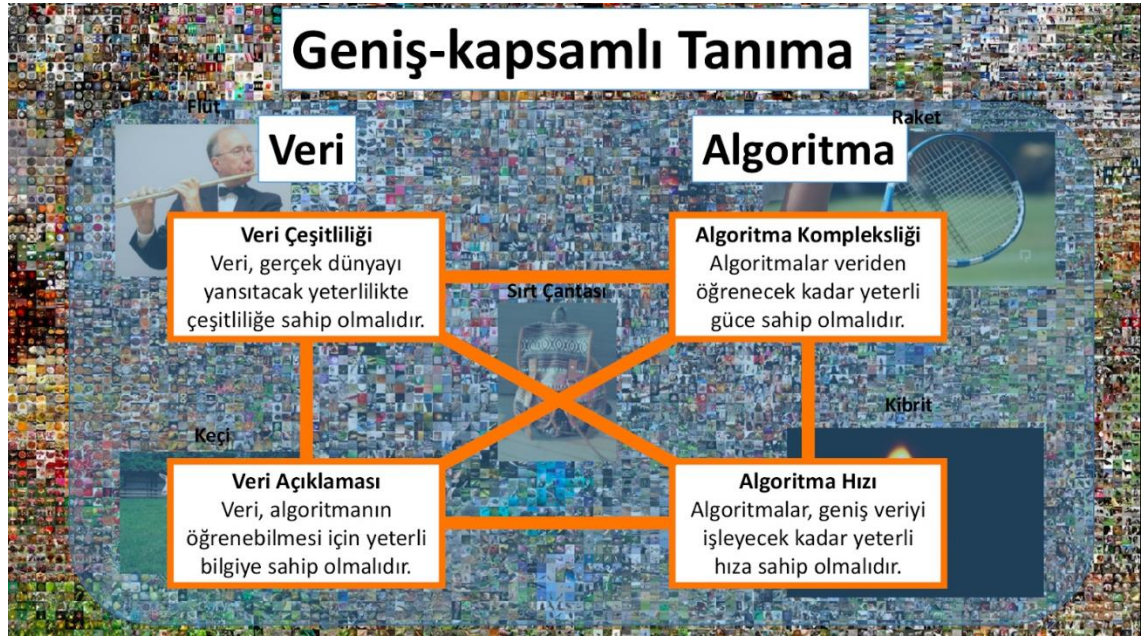 Geniş-kapsamlı Tanıma
Flüt
Veri
Veri Çeşitliliği
Veri, gerçek dünyayı
yansıtacak yeterlilikte
çeşitliliğe sahip olmalıdır.
Raket
Algoritma
Algoritma Kompleksliği
Algoritmalar veriden
öğrenecek kadar yeterli
güce sahip olmalıdır.
Sırt Çantası
Keçi
Veri Açıklaması
Veri, algoritmanın
öğrenebilmesi için yeterli
bilgiye sahip olmalıdır.
Kibrit
Algoritma Hızı
Algoritmalar, geniş veriyi
işleyecek kadar yeterli
hıza sahip olmalıdır.